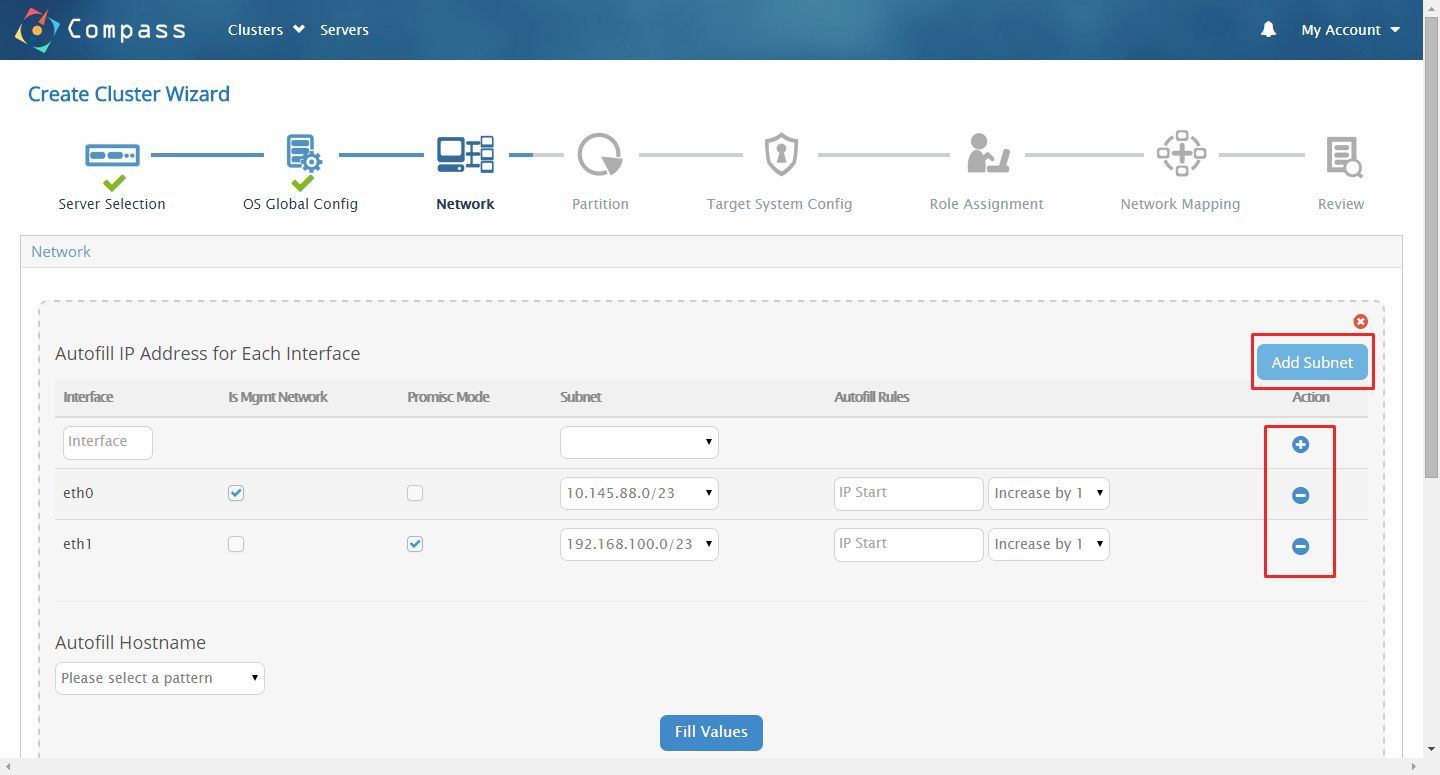 Compass Clusters Servers My Account
Create Cluster Wizard
Server Selection OS Global Config Network Partition Target System Config Role Assignment Network Mapping Review
Network
Autofill IP Address for Each Interface
Add Subnet
Interface Is Mgmt Network Promisc Mode Subnet Autofill Rules Action
Interface
eth0 10.145.88.0/23 IP Start Increase by 1
eth1 192.168.100.0/23 IP Start Increase by 1
Autofill Hostname
Please select a pattern
Fill Values